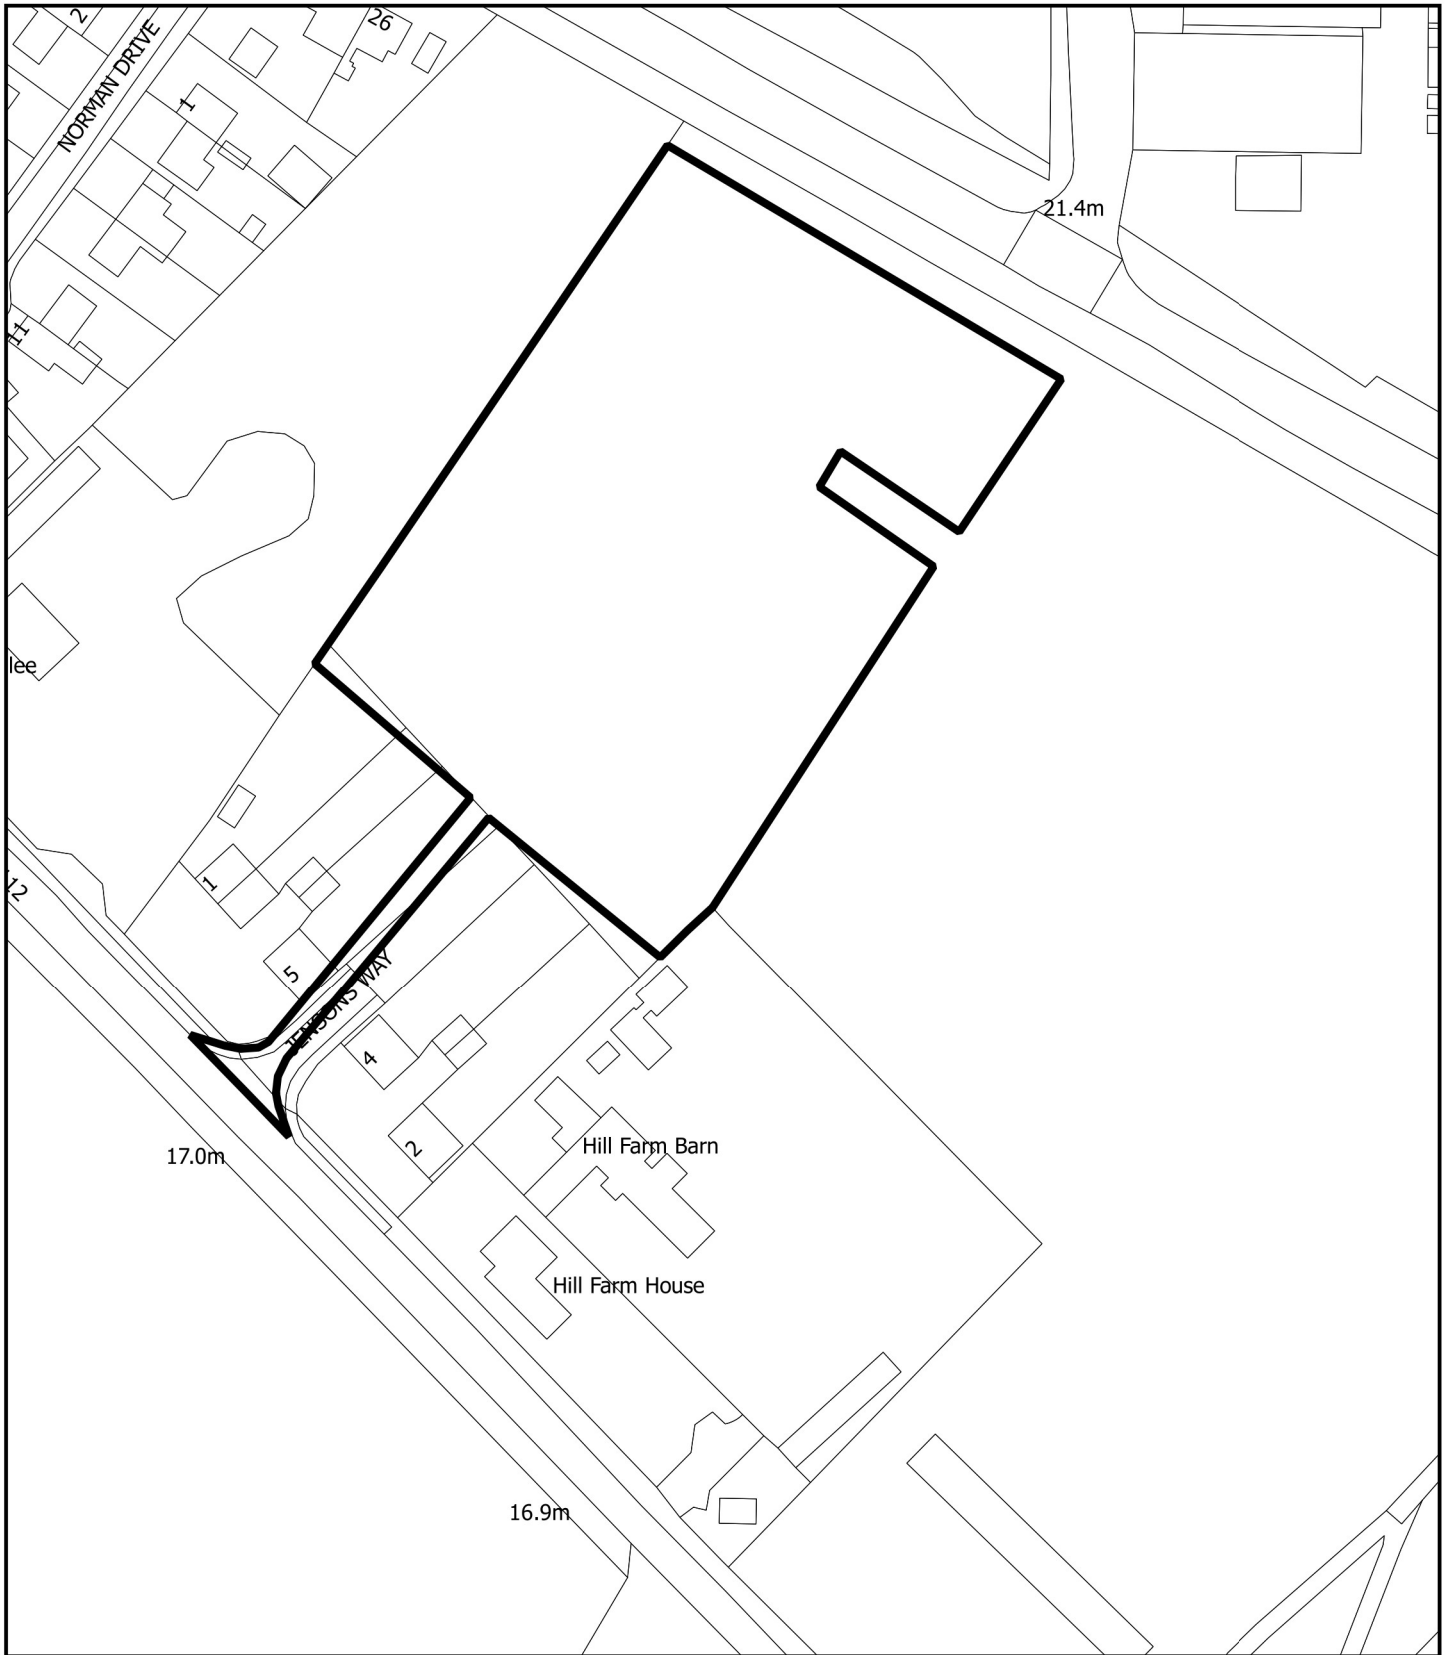 2
26
NORMAN DRIVE
1
21.4m
11
lee
1
12
5
JENSONS WAY
4
2
Hill Farm Barn
17.0m
Hill Farm House
16.9m